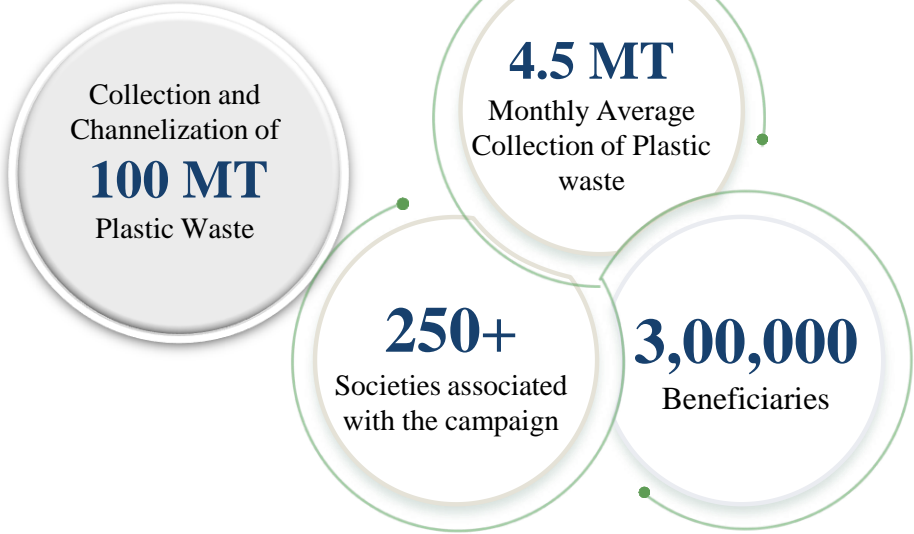 Collection and
Channelization of
100 MT
Plastic Waste
4.5 MT
Monthly Average
Collection of Plastic
waste
250+
Societies associated
with the campaign
3,00,000
Beneficiaries